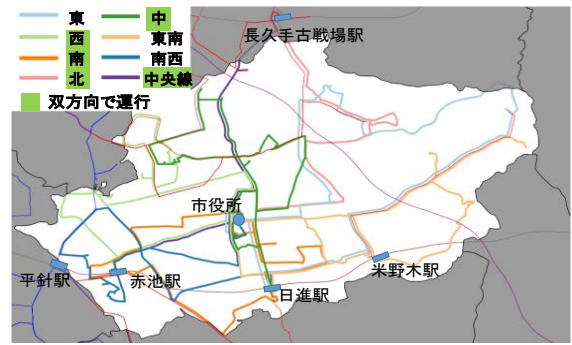 東
中
西
東南
南
南西
北
中央線
双方向で運行
長久手古戦場駅
市役所
平針駅
赤池駅
日進駅
米野木駅